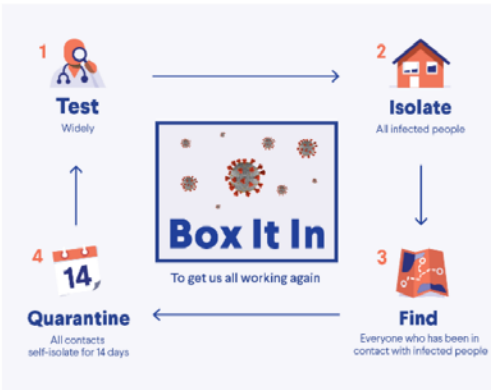 1
Test
Widely
2
Isolate
All infected people
Box It In
To get us all working again
3
Find
Everyone who has been in
contact with infected people
4
14
Quarantine
All contacts
self-isolate for 14 days